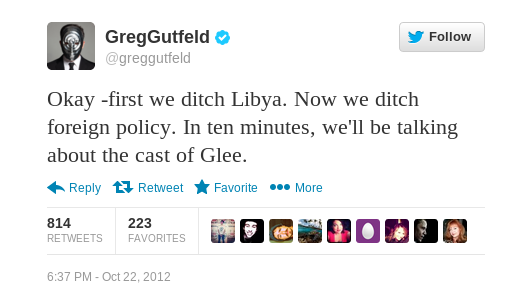 GregGutfeld
Follow
@greggutfeld
Okay -first we ditch Libya. Now we ditch
foreign policy. In ten minutes, we'll be talking
about the cast of Glee.
Reply Retweet Favorite More
814 223
RETWEETS FAVORITES
6:37 PM - Oct 22, 2012